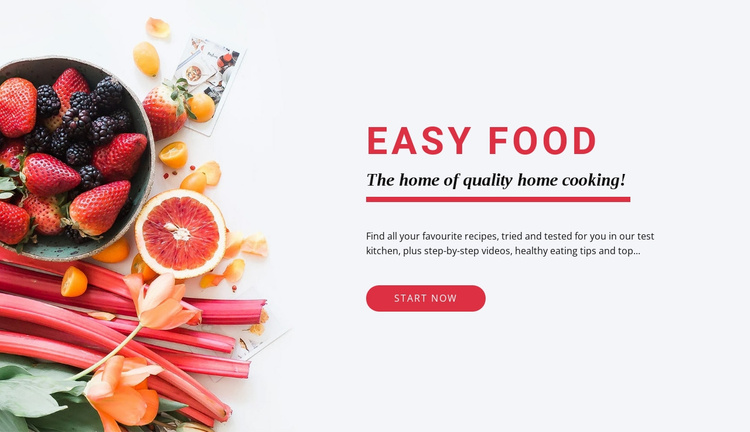 EASY FOOD
The home of quality home cooking!
Find all your favourite recipes, tried and tested for you in our test
kitchen, plus step-by-step videos, healthy eating tips and top...
START NOW